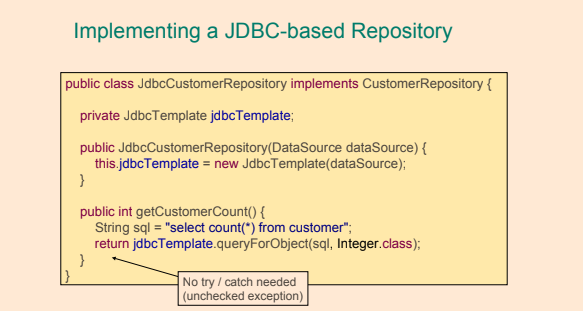 Implementing a JDBC-based Repository
public class JdbcCustomerRepository implements CustomerRepository {
private JdbcTemplate jdbcTemplate;
public JdbcCustomerRepository(DataSource dataSource) {
this.jdbcTemplate = new JdbcTemplate(dataSource);
}
public int getCustomerCount() {
String sql = "select count(*) from customer";
return jdbcTemplate.queryForObject(sql, Integer.class);
}
}
No try / catch needed
(unchecked exception)